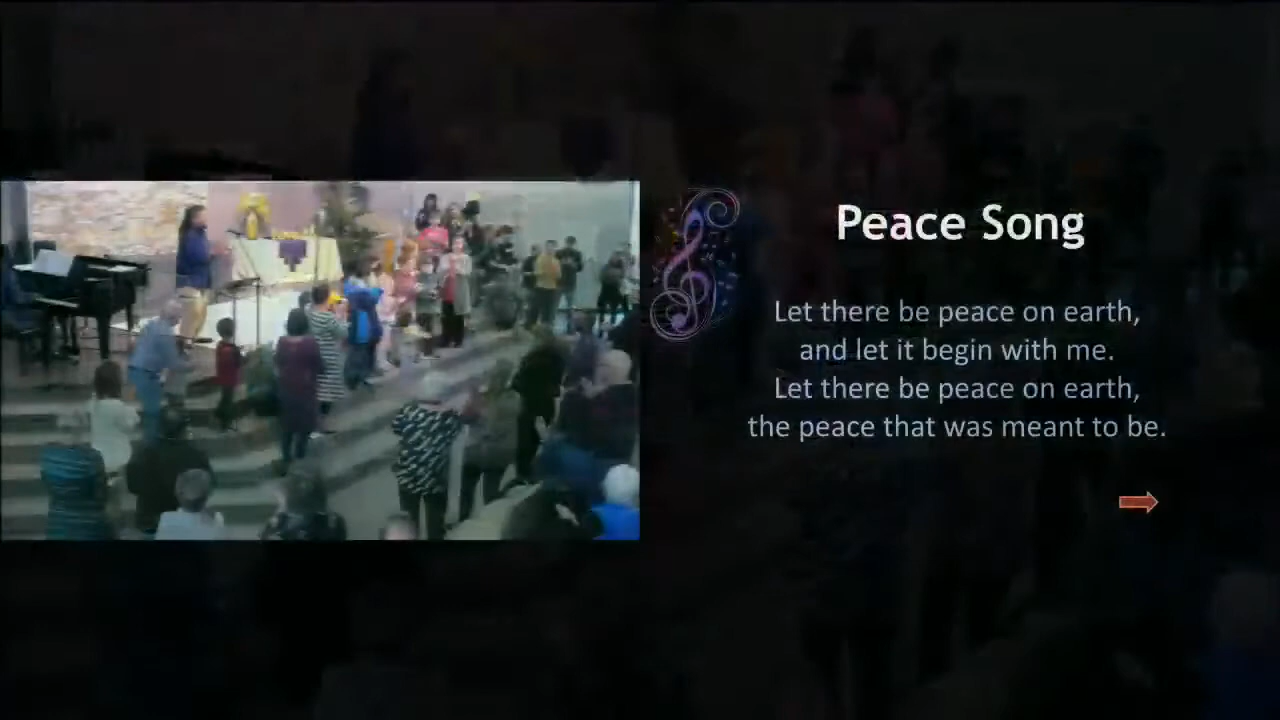 Peace Song
Let there be peace on earth,
and let it begin with me.
Let there be peace on earth,
the peace that was meant to be.